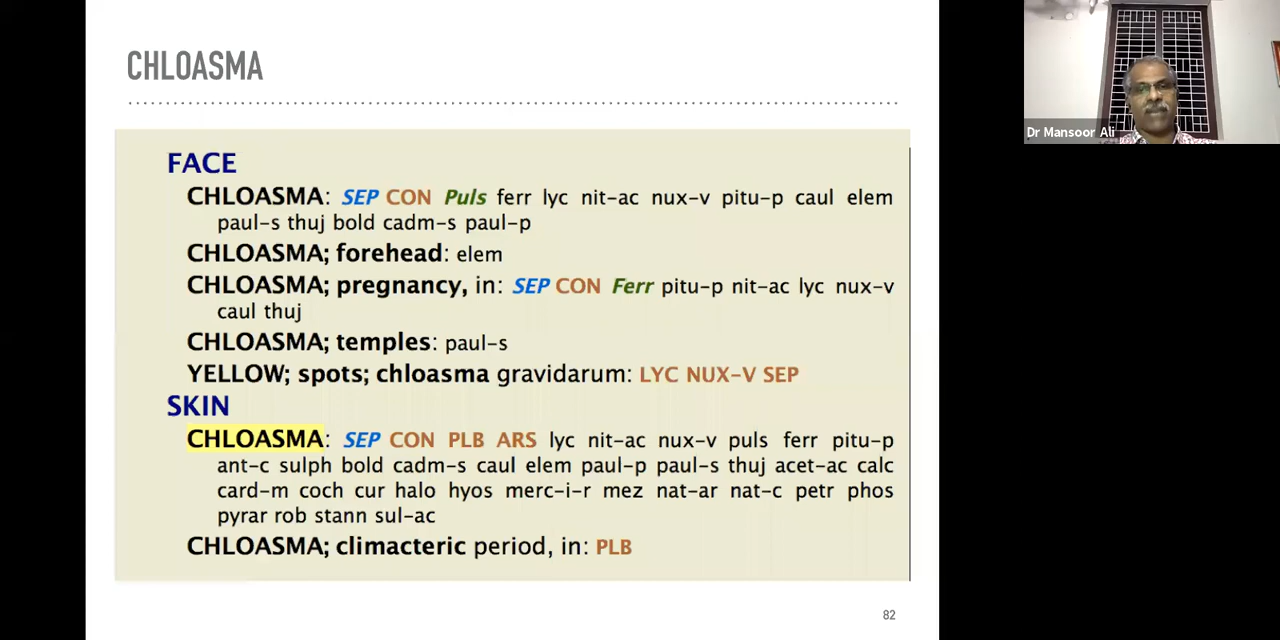 CHLOASMA
Dr Mansoor Ali
FACE
CHLOASMA: SEP CON Puls ferr lyc nit-ac nux-v pitu-p caul elem
paul-s thuj bold cadm-s paul-p
CHLOASMA; forehead: elem
CHLOASMA; pregnancy, in: SEP CON Ferr pitu-p nit-ac lyc nux-v
caul thuj
CHLOASMA; temples: paul-s
YELLOW; spots; chloasma gravidarum: LYC NUX-V SEP
SKIN
CHLOASMA: SEP CON PLB ARS lyc nit-ac nux-v puls ferr pitu-p
ant-c sulph bold cadm-s caul elem paul-p paul-s thuj acet-ac calc
card-m coch cur halo hyos merc-i-r mez nat-ar nat-c petr phos
pyrar rob stann sul-ac
CHLOASMA; climacteric period, in: PLB
82